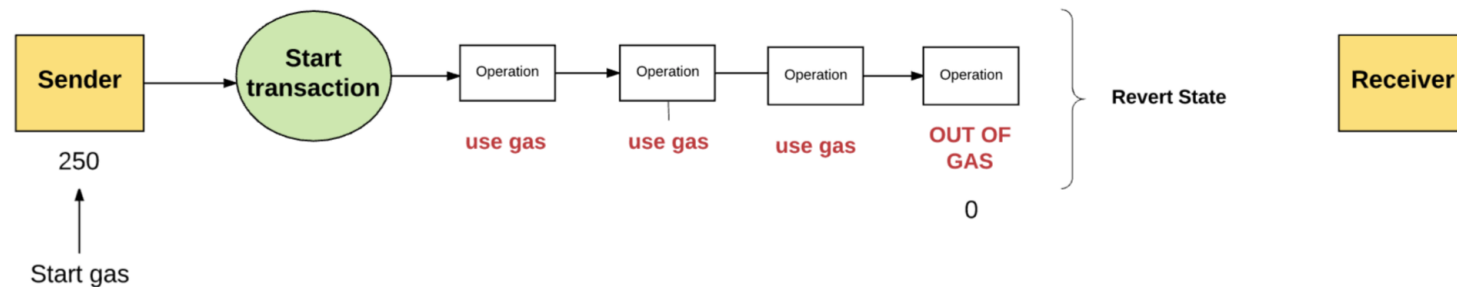 Sender
Start
transaction
Operation
Operation
Operation
Operation
Revert State
Receiver
use gas
use gas
use gas
OUT OF
GAS
250
0
Start gas